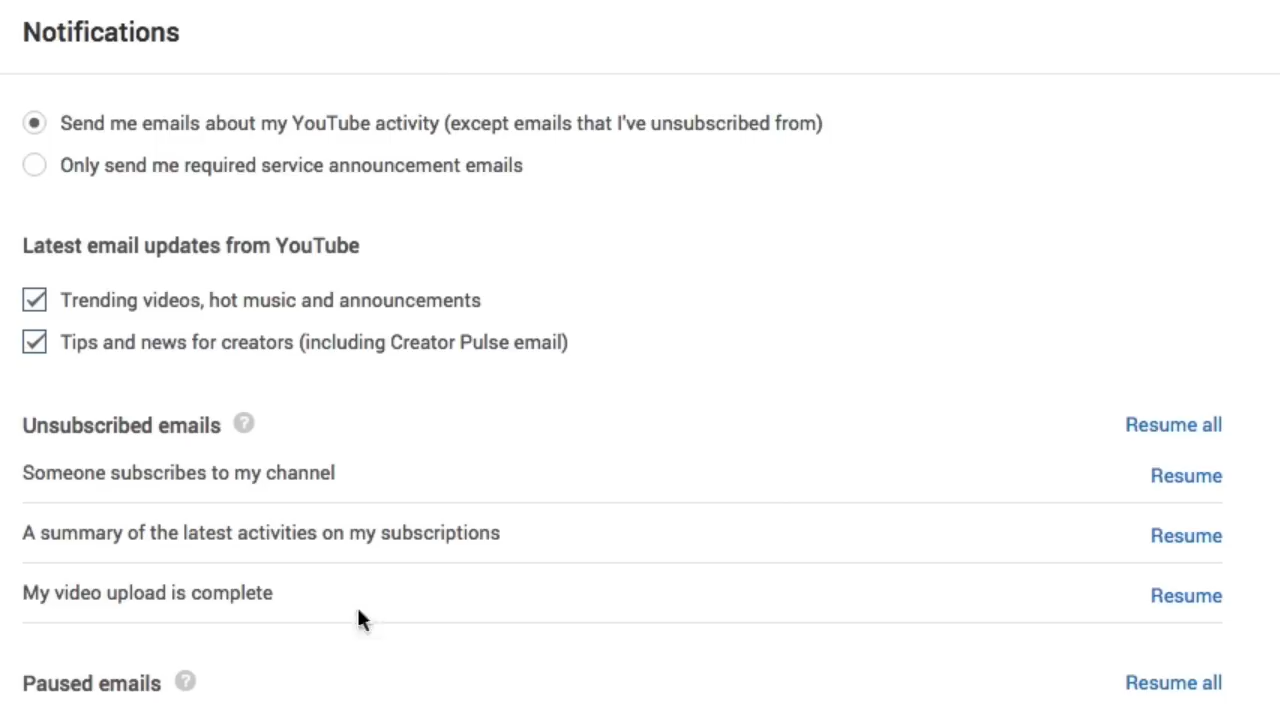 Notifications
Send me emails about my YouTube activity (except emails that I've unsubscribed from)
Only send me required service announcement emails
Latest email updates from YouTube
Trending videos, hot music and announcements
Tips and news for creators (including Creator Pulse email)
Unsubscribed emails ? Resume all
Someone subscribes to my channel Resume
A summary of the latest activities on my subscriptions Resume
My video upload is complete Resume
Paused emails ? Resume all